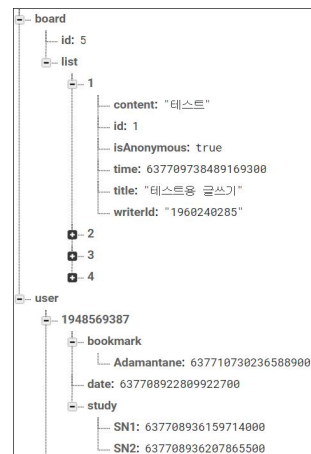 board
id: 5
list
1
content: "테스트"
id: 1
isAnonymous: true
time: 637709738489169300
title: "테스트용 글쓰기"
writerId: "1960240285"
2
3
4
user
1948569387
bookmark
Adamantane: 637710730236588900
date: 637708922809922700
study
SN1: 637708936159714000
SN2: 637708936207865500